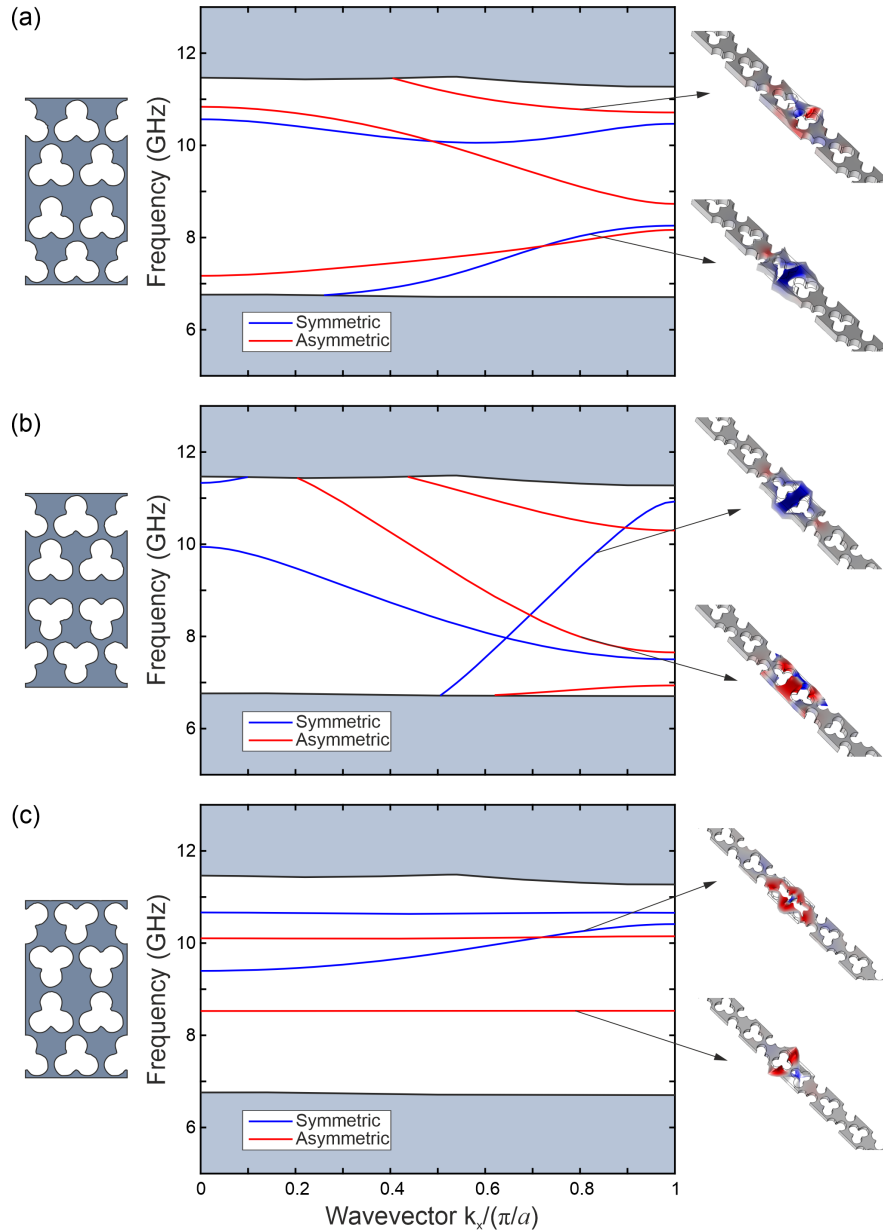 (a)
12
10
8
6
Frequency (GHz)
Symmetric
Asymmetric
(b)
12
10
8
6
Frequency (GHz)
Symmetric
Asymmetric
(c)
12
10
8
6
Frequency (GHz)
Symmetric
Asymmetric
0 0.2 0.4 0.6 0.8 1
Wavevector kₓ/(π/a)